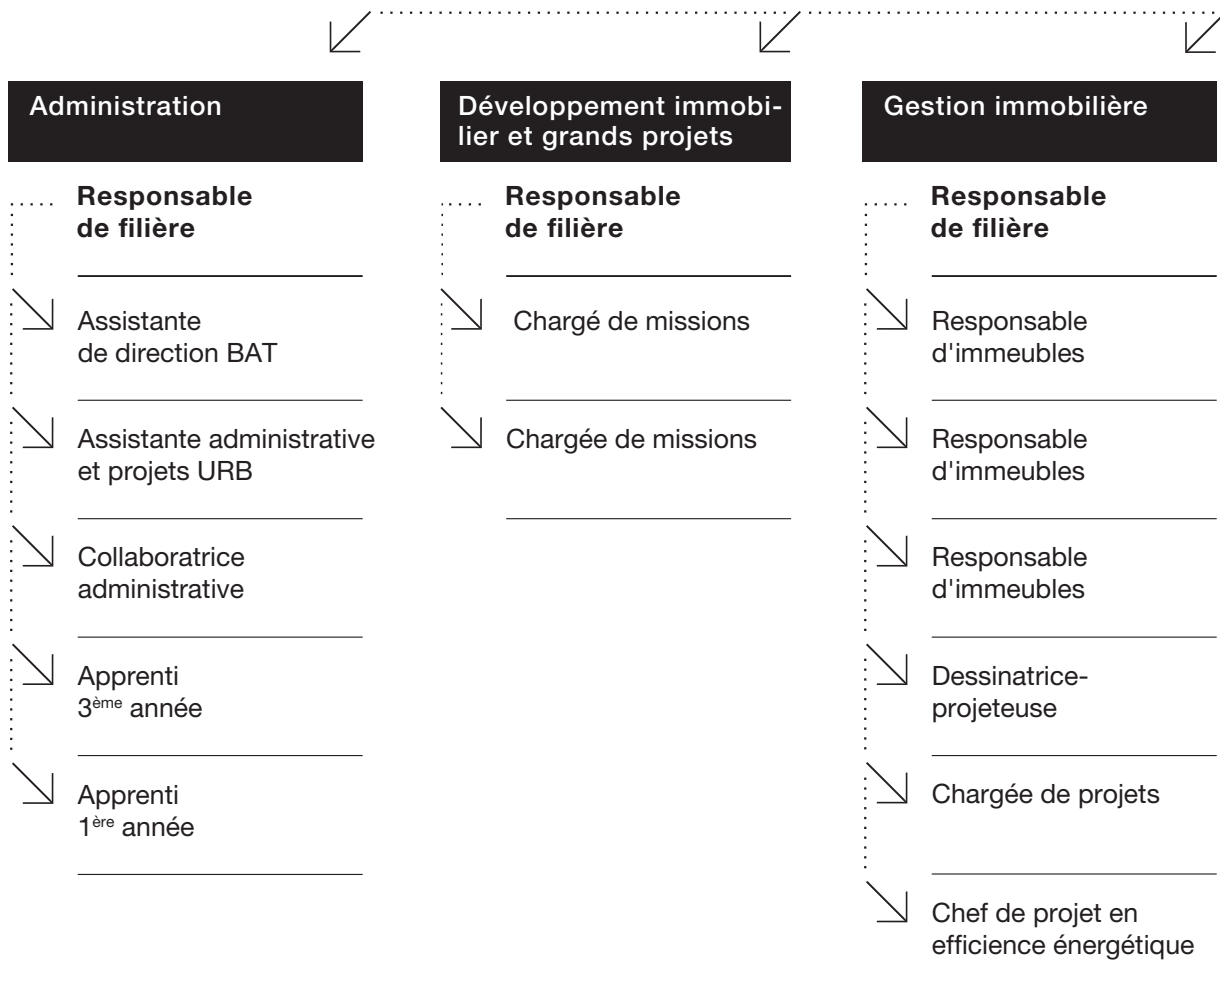 Administration
Responsable
de filière
Assistante
de direction BAT
Assistante administrative
et projets URB
Collaboratrice
administrative
Apprenti
3ème année
Apprenti
1ère année
Développement immobi-
lier et grands projets
Responsable
de filière
Chargé de missions
Chargée de missions
Gestion immobilière
Responsable
de filière
Responsable
d'immeubles
Responsable
d'immeubles
Responsable
d'immeubles
Dessinatrice-
projeteuse
Chargée de projets
Chef de projet en
efficience énergétique